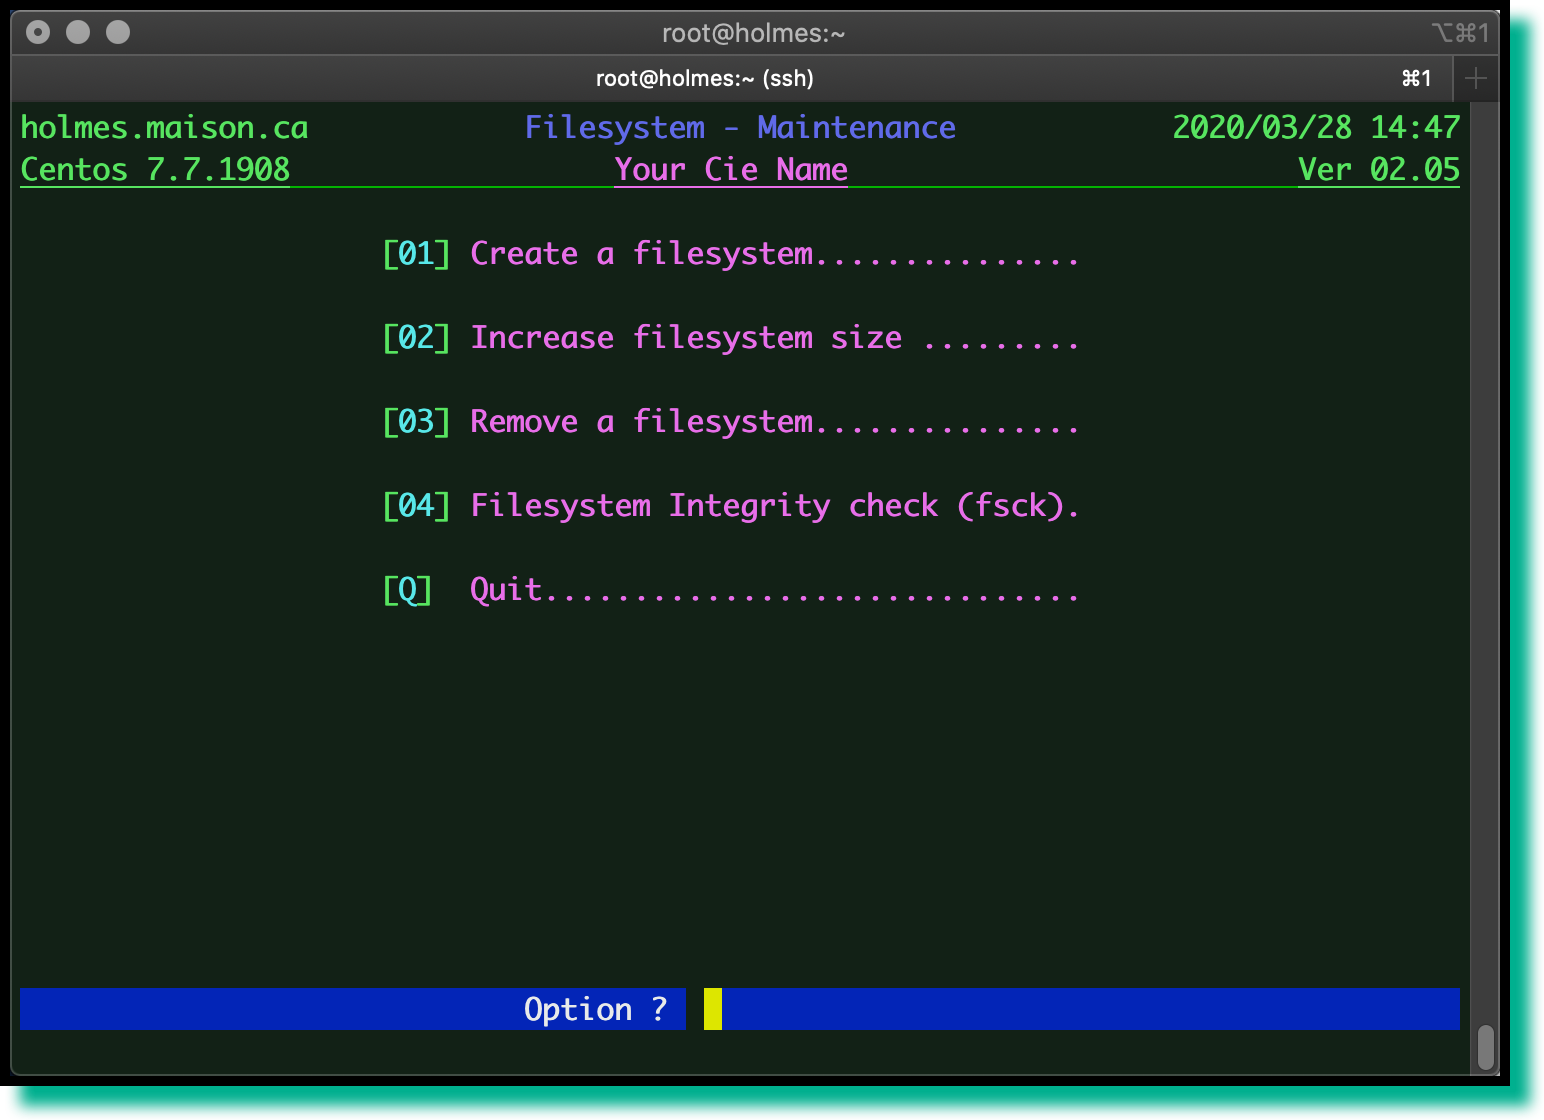 root@holmes:~ ⌥⌘1
root@holmes:~ (ssh) ⌘1 +
holmes.maison.ca Filesystem - Maintenance 2020/03/28 14:47
Centos 7.7.1908 Your Cie Name Ver 02.05
[01] Create a filesystem...............
[02] Increase filesystem size .........
[03] Remove a filesystem...............
[04] Filesystem Integrity check (fsck).
[Q] Quit..............................
Option ?